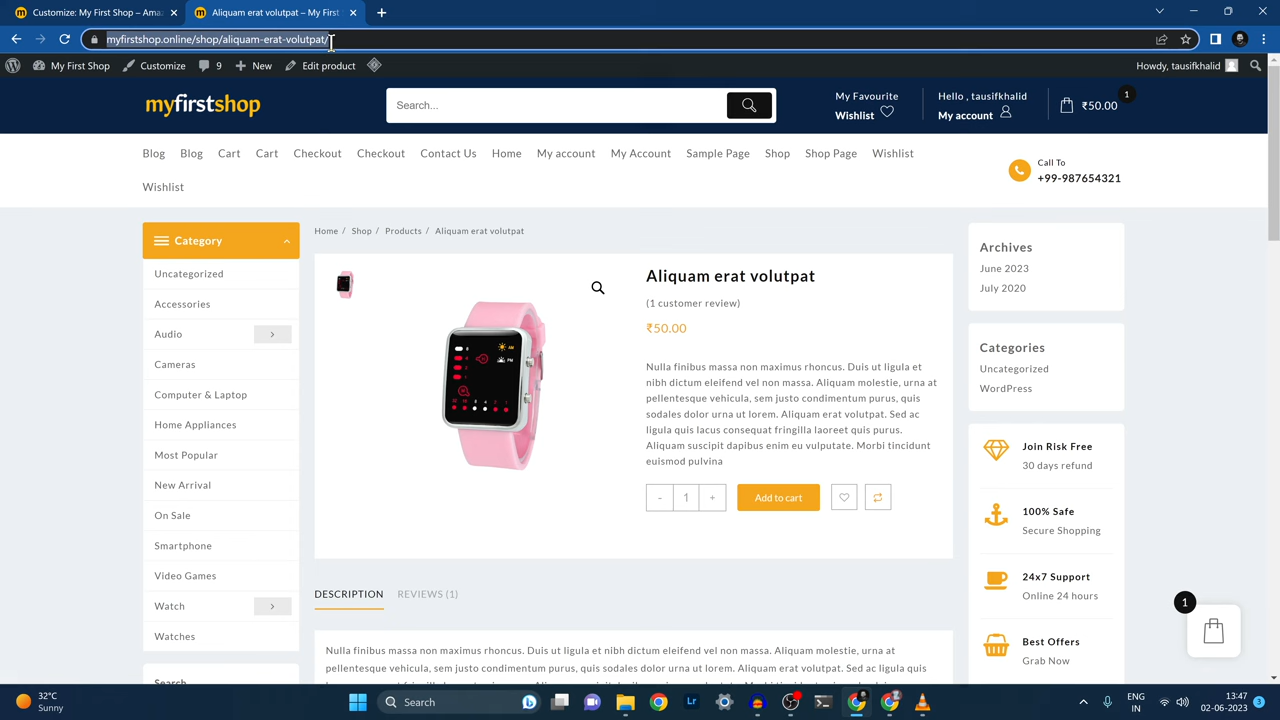 Customize: My First Shop – Amaz
Aliquam erat volutpat – My First
myfirstshop.online/shop/aliquam-erat-volutpat/
My First Shop
Customize
9
New
Edit product
Howdy, tausifkhalid
myfirstshop
Search...
My Favourite
Wishlist
Hello , tausifkhalid
My account
₹50.00
1
Blog Blog Cart Cart Checkout Checkout Contact Us Home My account My Account Sample Page Shop Shop Page Wishlist
Wishlist
Call To
+99-987654321
Category
Uncategorized
Accessories
Audio
Cameras
Computer & Laptop
Home Appliances
Most Popular
New Arrival
On Sale
Smartphone
Video Games
Watch
Watches
Search
Home / Shop / Products / Aliquam erat volutpat
Aliquam erat volutpat
(1 customer review)
₹50.00
Nulla finibus massa non maximus rhoncus. Duis ut ligula et
nibh dictum eleifend vel non massa. Aliquam molestie, urna at
pellentesque vehicula, sem justo condimentum purus, quis
sodales dolor urna ut lorem. Aliquam erat volutpat. Sed ac
ligula quis lacus consequat fringilla laoreet quis purus.
Aliquam suscipit dapibus enim eu vulputate. Morbi tincidunt
euismod pulvina
- 1 +
Add to cart
DESCRIPTION
REVIEWS (1)
Nulla finibus massa non maximus rhoncus. Duis ut ligula et nibh dictum eleifend vel non massa. Aliquam molestie, urna at
pellentesque vehicula, sem justo condimentum purus, quis sodales dolor urna ut lorem. Aliquam erat volutpat. Sed ac ligula quis
Archives
June 2023
July 2020
Categories
Uncategorized
WordPress
Join Risk Free
30 days refund
100% Safe
Secure Shopping
24x7 Support
Online 24 hours
Best Offers
Grab Now
1
32°C
Sunny
Search
ENG
IN
13:47
02-06-2023
3